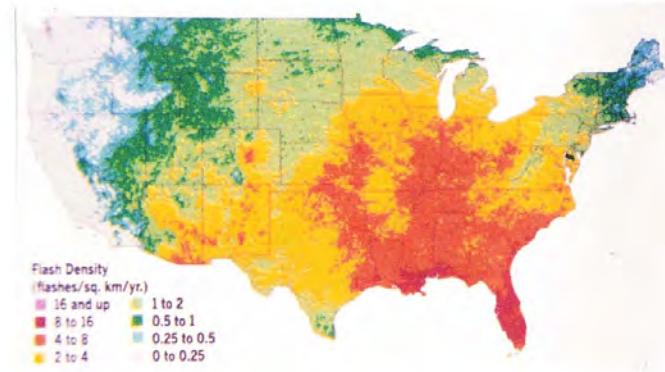 Flash Density
(flashes/sq. km/yr.)
16 and up
8 to 16
4 to 8
2 to 4
1 to 2
0.5 to 1
0.25 to 0.5
0 to 0.25